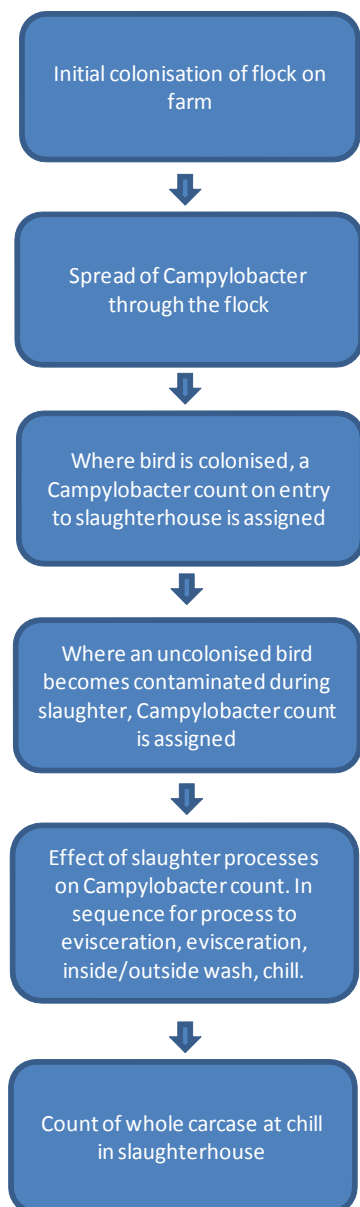 Initial colonisation of flock on
farm
Spread of Campylobacter
through the flock
Where bird is colonised, a
Campylobacter count on entry
to slaughterhouse is assigned
Where an uncolonised bird
becomes contaminated during
slaughter, Campylobacter count
is assigned
Effect of slaughter processes
on Campylobacter count. In
sequence for process to
evisceration, evisceration,
inside/outside wash, chill.
Count of whole carcase at chill
in slaughterhouse